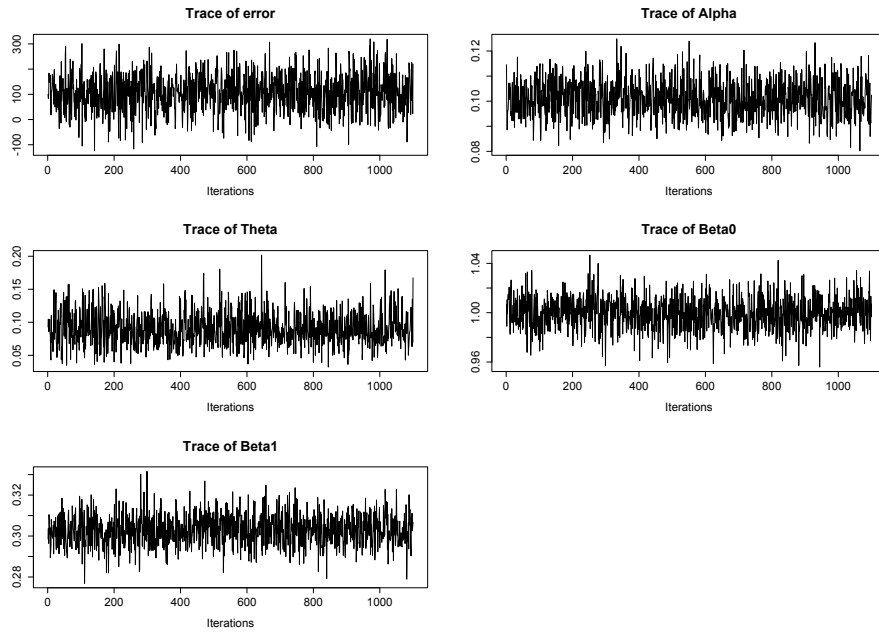 Trace of error
300
100
0
-100
0 200 400 600 800 1000
Iterations
Trace of Alpha
0.12
0.10
0.08
0 200 400 600 800 1000
Iterations
Trace of Theta
0.20
0.15
0.10
0.05
0 200 400 600 800 1000
Iterations
Trace of Beta0
1.04
1.00
0.96
0 200 400 600 800 1000
Iterations
Trace of Beta1
0.32
0.30
0.28
0 200 400 600 800 1000
Iterations